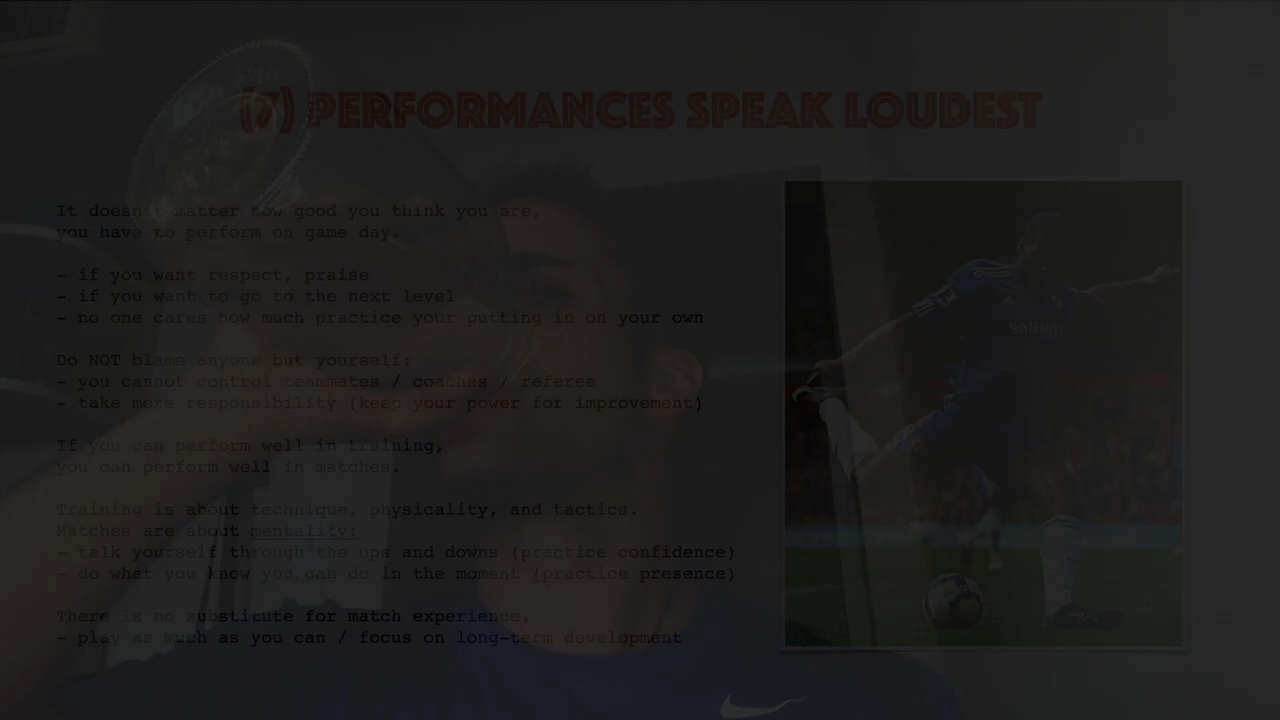 (7) PERFORMANCES SPEAK LOUDEST
It doesn't matter how good you think you are,
you have to perform on game day.
- if you want respect, praise
- if you want to go to the next level
- no one cares how much practice your putting in on your own
Do NOT blame anyone but yourself:
- you cannot control teammates / coaches / referee
- take more responsibility (keep your power for improvement)
If you can perform well in training,
you can perform well in matches.
Training is about technique, physicality, and tactics.
Matches are about mentality:
- talk yourself through the ups and downs (practice confidence)
- do what you know you can do in the moment (practice presence)
There is no substitute for match experience.
- play as much as you can / focus on long-term development
SAMSUNG